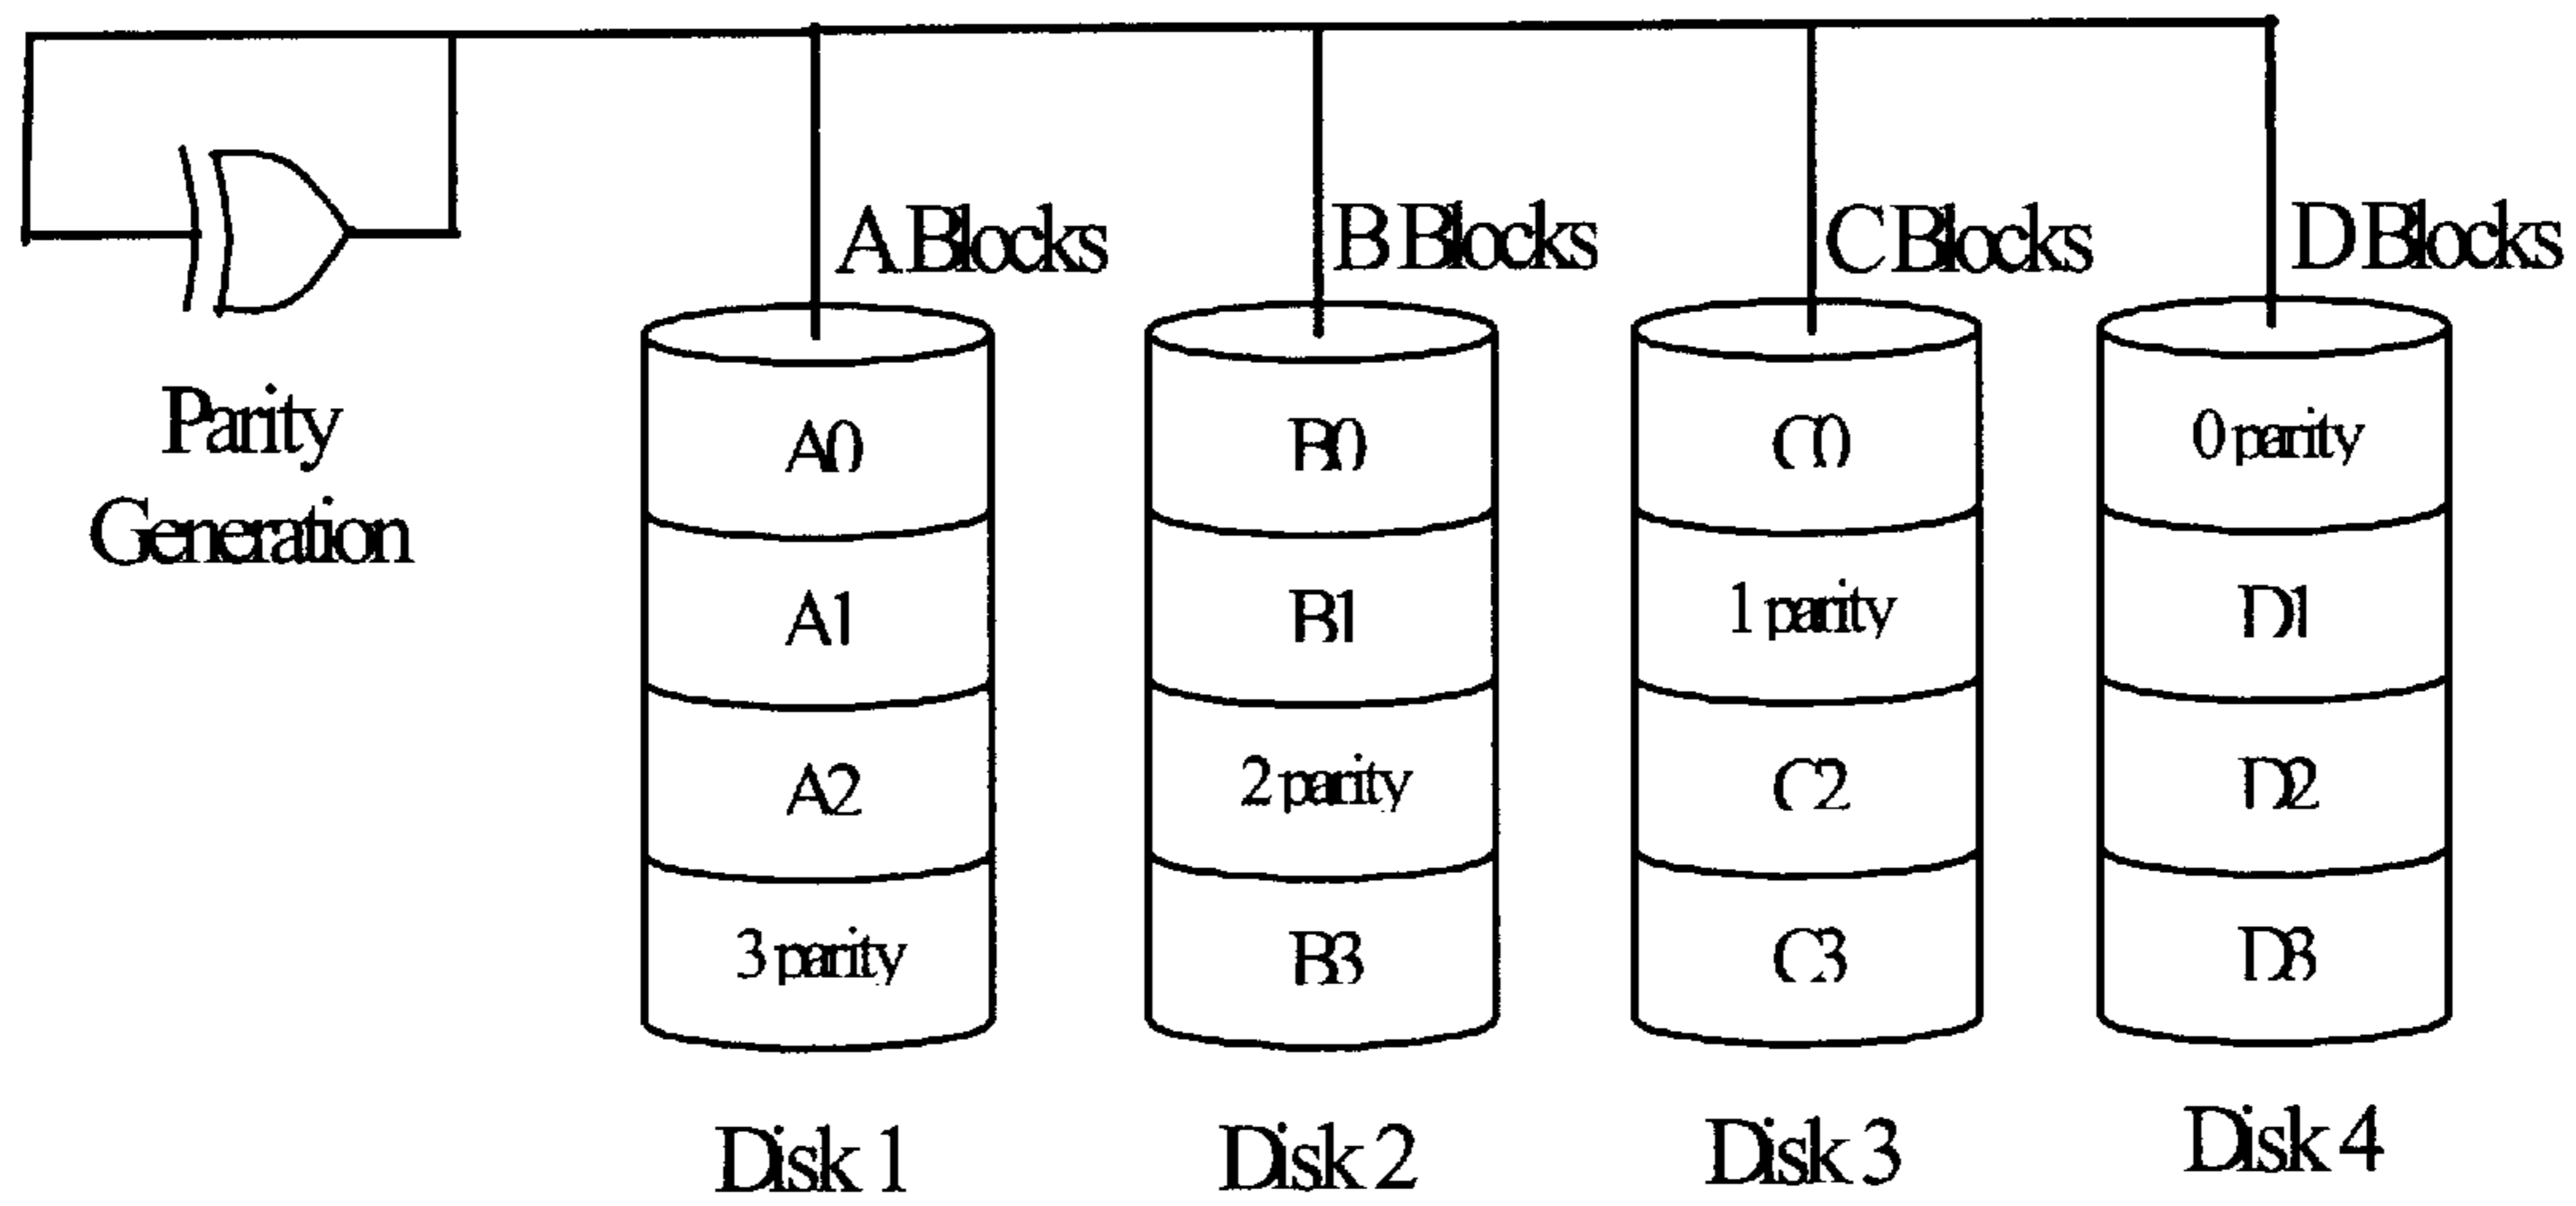 A Blocks
B Blocks
C Blocks
D Blocks
Parity
Generation
A0
B0
C0
0 parity
A1
B1
1 parity
D1
A2
2 parity
C2
D2
3 parity
B3
C3
D3
Disk 1
Disk 2
Disk 3
Disk 4